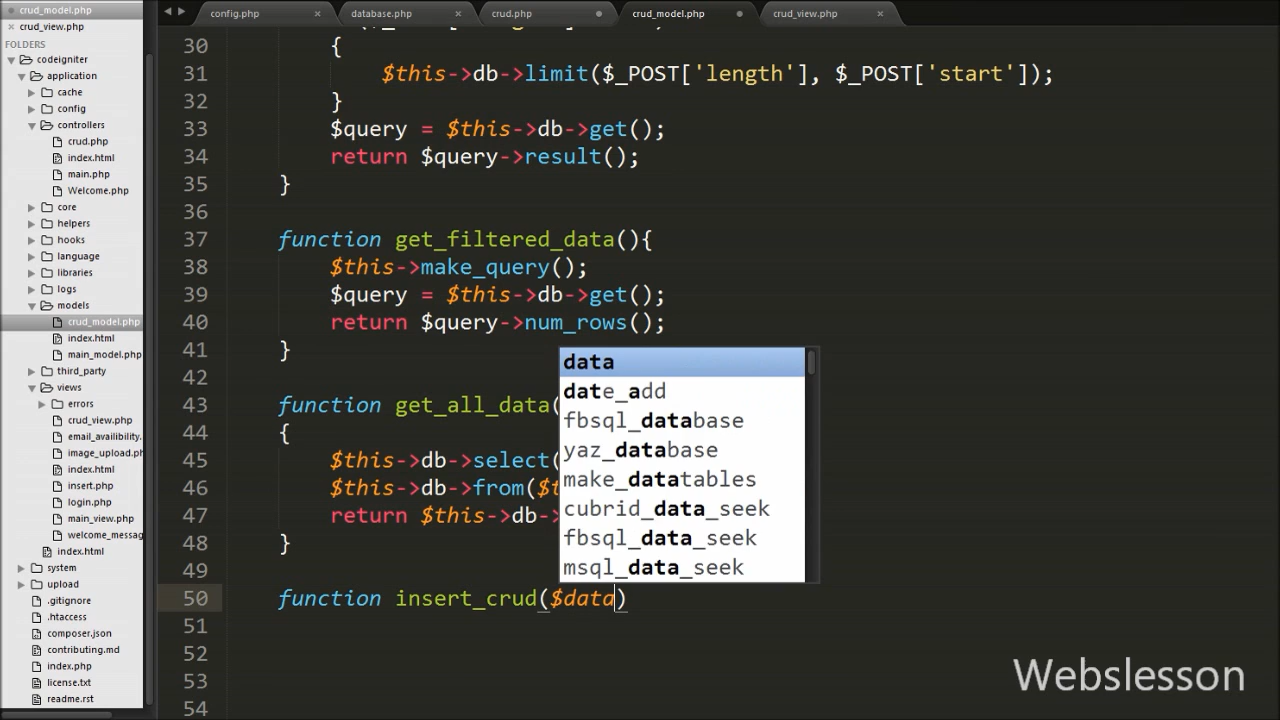 crud_model.php
crud_view.php
FOLDERS
codeigniter
application
cache
config
controllers
crud.php
index.html
main.php
Welcome.php
core
helpers
hooks
language
libraries
logs
models
crud_model.php
index.html
main_model.php
third_party
views
errors
crud_view.php
email_availibility.
image_upload.ph
index.html
insert.php
login.php
main_view.php
welcome_messag
index.html
system
upload
.gitignore
.htaccess
composer.json
contributing.md
index.php
license.txt
readme.rst
config.php × database.php × crud.php crud_model.php crud_view.php ×
30 {
31 $this->db->limit($_POST['length'], $_POST['start']);
32 }
33 $query = $this->db->get();
34 return $query->result();
35 }
36
37 function get_filtered_data(){
38 $this->make_query();
39 $query = $this->db->get();
40 return $query->num_rows();
41 }
42
43 function get_all_data(
44 {
45 $this->db->select(
46 $this->db->from($t
47 return $this->db->
48 }
49
50 function insert_crud($data)
51
52
53
54
data
date_add
fbsql_database
yaz_database
make_datatables
cubrid_data_seek
fbsql_data_seek
msql_data_seek
Webslesson